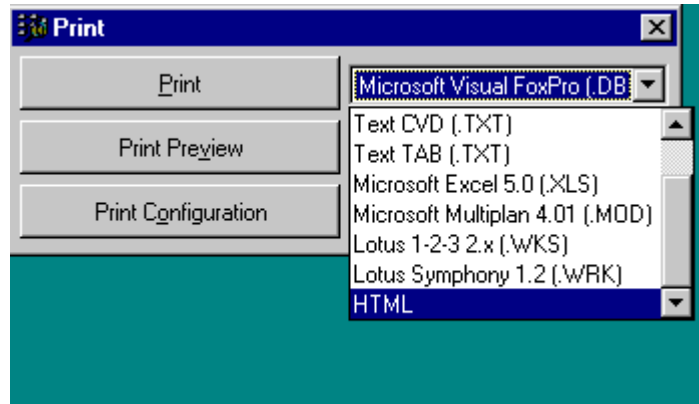 Print
Print
Microsoft Visual FoxPro (.DB
Print Preview
Print Configuration
Text CVD (.TXT)
Text TAB (.TXT)
Microsoft Excel 5.0 (.XLS)
Microsoft Multiplan 4.01 (.MOD)
Lotus 1-2-3 2.x (.WKS)
Lotus Symphony 1.2 (.WRK)
HTML